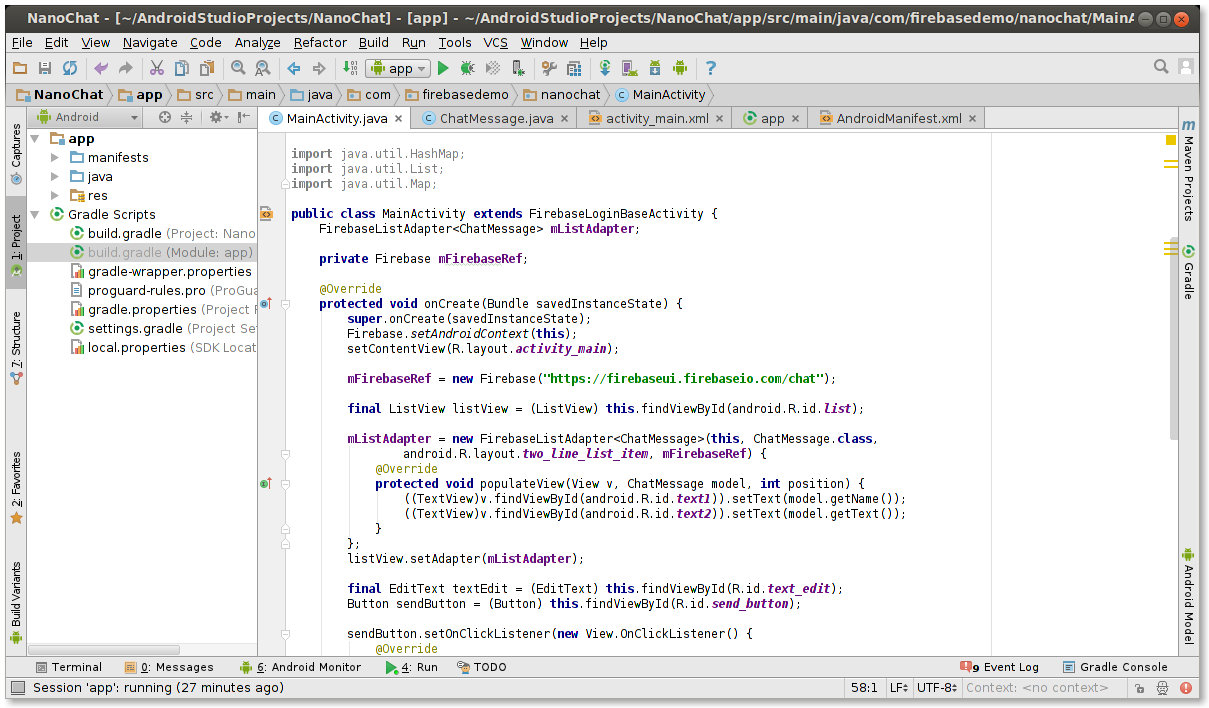 NanoChat - [~/AndroidStudioProjects/NanoChat] - [app] - ~/AndroidStudioProjects/NanoChat/app/src/main/java/com/firebasedemo/nanochat/MainA
File Edit View Navigate Code Analyze Refactor Build Run Tools VCS Window Help
app
NanoChat app src main java com firebasedemo nanochat MainActivity
Android
MainActivity.java ChatMessage.java activity_main.xml app AndroidManifest.xml
Captures
1: Project
7: Structure
2: Favorites
Build Variants
app
manifests
java
res
Gradle Scripts
build.gradle (Project: Nano
build.gradle (Module: app)
gradle-wrapper.properties
proguard-rules.pro (ProGua
gradle.properties (Project P
settings.gradle (Project Se
local.properties (SDK Locat
import java.util.HashMap;
import java.util.List;
import java.util.Map;
public class MainActivity extends FirebaseLoginBaseActivity {
FirebaseListAdapter<ChatMessage> mListAdapter;
private Firebase mFirebaseRef;
@Override
protected void onCreate(Bundle savedInstanceState) {
super.onCreate(savedInstanceState);
Firebase.setAndroidContext(this);
setContentView(R.layout.activity_main);
mFirebaseRef = new Firebase("https://firebaseui.firebaseio.com/chat");
final ListView listView = (ListView) this.findViewById(android.R.id.list);
mListAdapter = new FirebaseListAdapter<ChatMessage>(this, ChatMessage.class,
android.R.layout.two_line_list_item, mFirebaseRef) {
@Override
protected void populateView(View v, ChatMessage model, int position) {
((TextView)v.findViewById(android.R.id.text1)).setText(model.getName());
((TextView)v.findViewById(android.R.id.text2)).setText(model.getText());
}
};
listView.setAdapter(mListAdapter);
final EditText textEdit = (EditText) this.findViewById(R.id.text_edit);
Button sendButton = (Button) this.findViewById(R.id.send_button);
sendButton.setOnClickListener(new View.OnClickListener() {
@Override
m Maven Projects
Gradle
Android Model
Terminal 0: Messages 6: Android Monitor 4: Run TODO 9 Event Log Gradle Console
Session 'app': running (27 minutes ago) 58:1 LF UTF-8 Context: <no context>